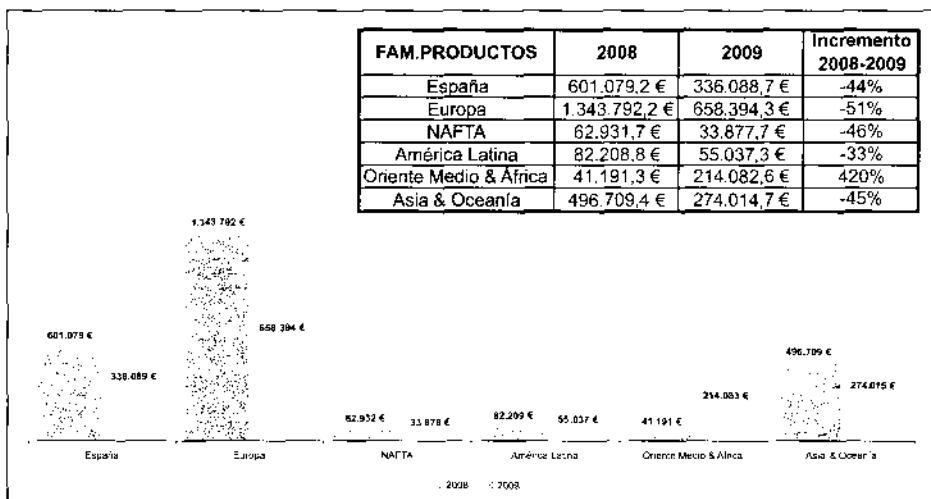 FAM.PRODUCTOS 2008 2009 Incremento 2008-2009
España 601.079,2 € 336.088,7 € -44%
Europa 1.343.792,2 € 658.394,3 € -51%
NAFTA 62.931,7 € 33.877,7 € -46%
América Latina 82.208,8 € 55.037,3 € -33%
Oriente Medio & África 41.191,3 € 214.082,6 € 420%
Asia & Oceanía 496.709,4 € 274.014,7 € -45%
1.343.792 €
601.079 €
336.089 €
658.394 €
62.932 €
33.878 €
82.209 €
55.037 €
41.191 €
214.083 €
496.709 €
274.015 €
España Europa NAFTA América Latina Oriente Medio & África Asia & Oceanía
2008 2009